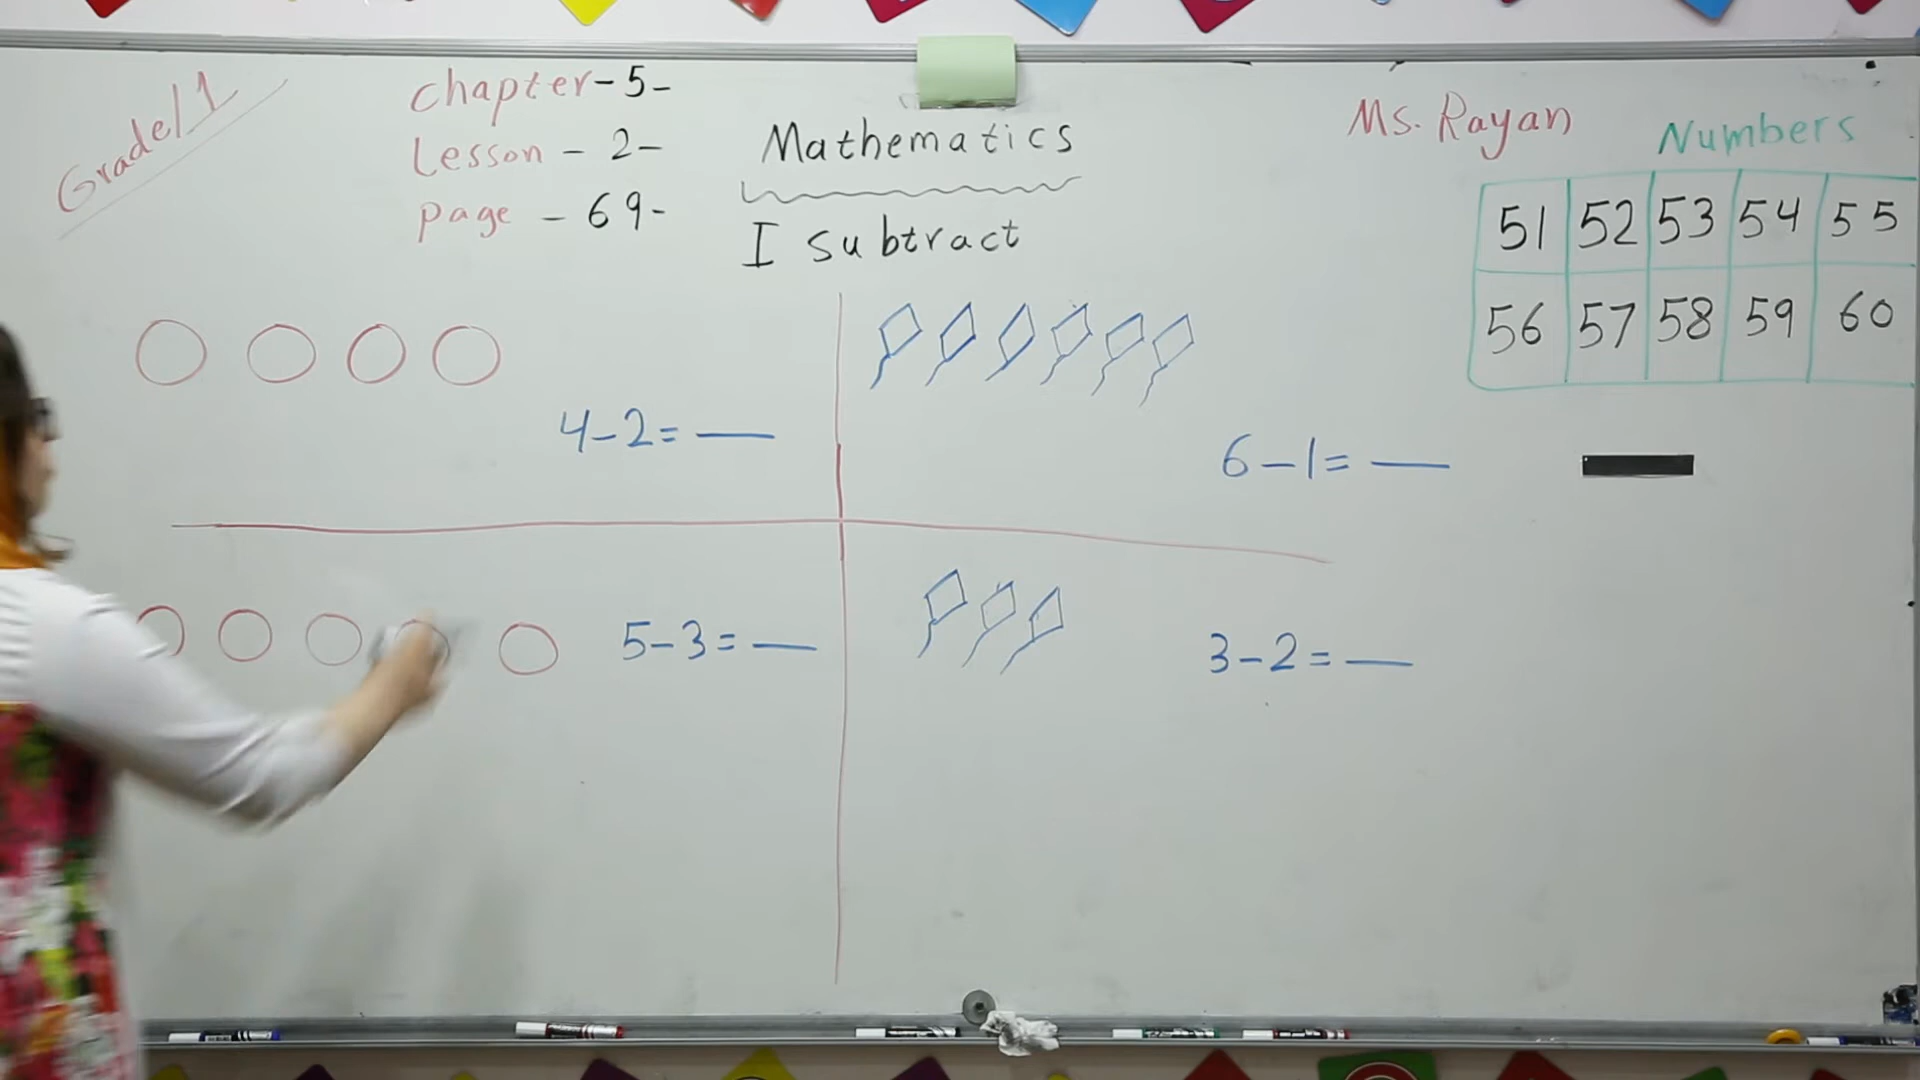 Grade/1
Chapter-5-
Lesson - 2-
page - 69-
Mathematics
I subtract
Ms. Rayan
Numbers
51 52 53 54 55
56 57 58 59 60
4-2= __
6-1= __
5-3= __
3-2= __